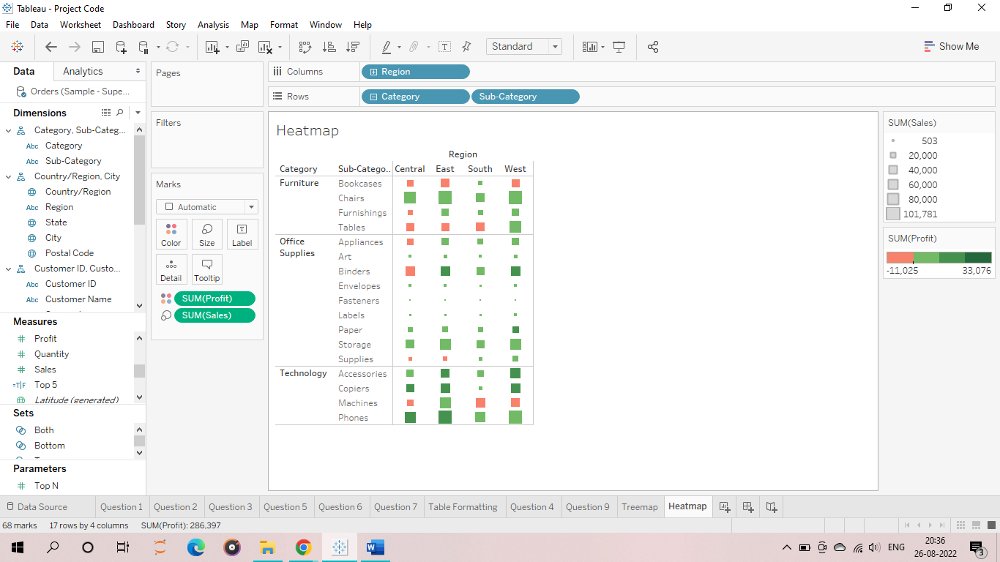 Tableau - Project Code
File Data Worksheet Dashboard Story Analysis Map Format Window Help
Standard
Show Me
Data Analytics
Orders (Sample - Supe...
Dimensions
Category, Sub-Categ...
Abc Category
Abc Sub-Category
Country/Region, City
Country/Region
Abc Region
State
City
Postal Code
Customer ID, Custo...
Abc Customer ID
Abc Customer Name
Measures
Profit
Quantity
Sales
=T|F Top 5
Latitude (generated)
Sets
Both
Bottom
Parameters
Top N
Pages
Filters
Marks
Automatic
Color Size Label
Detail Tooltip
SUM(Profit)
SUM(Sales)
Columns Region
Rows Category Sub-Category
Heatmap
Region
Category Sub-Catego.. Central East South West
Furniture Bookcases
Chairs
Furnishings
Tables
Office Supplies Appliances
Art
Binders
Envelopes
Fasteners
Labels
Paper
Storage
Supplies
Technology Accessories
Copiers
Machines
Phones
SUM(Sales)
503
20,000
40,000
60,000
80,000
101,781
SUM(Profit)
-11,025 33,076
Data Source Question 1 Question 2 Question 3 Question 5 Question 6 Question 7 Table Formatting Question 4 Question 9 Treemap Heatmap
68 marks 17 rows by 4 columns SUM(Profit): 286,397
ENG
20:36
26-08-2022
3